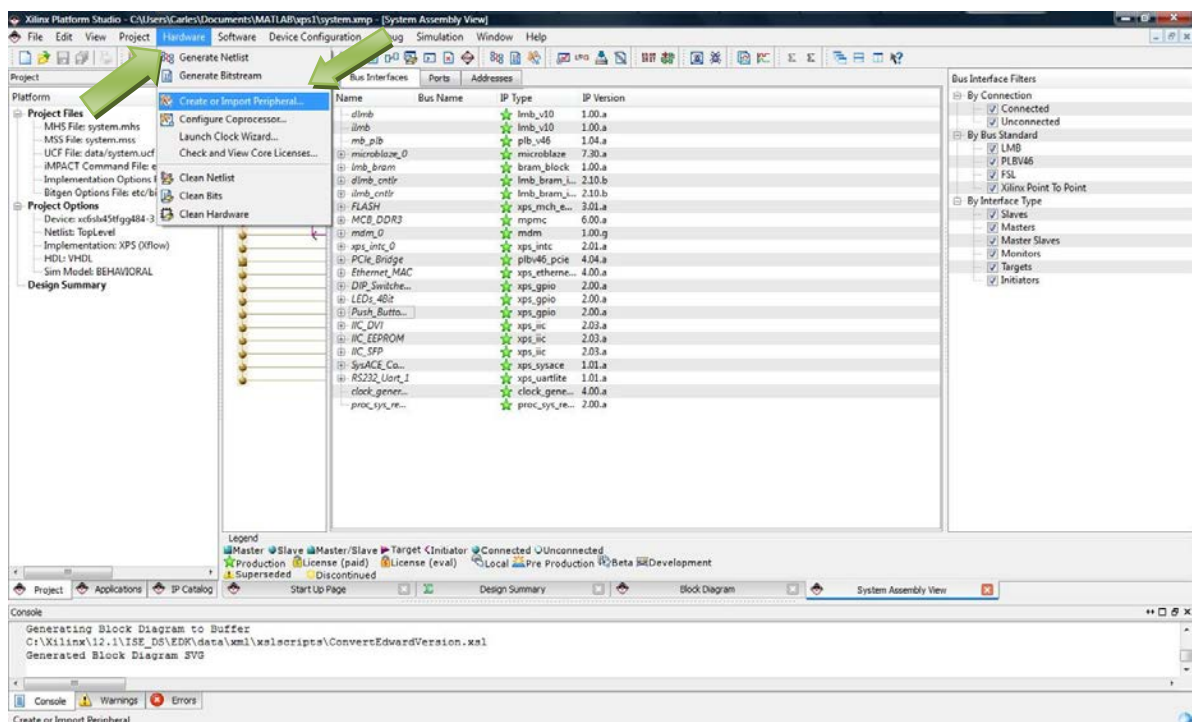 Xilinx Platform Studio - C:\Users\Carles\Documents\MATLAB\xps1\system.xmp - [System Assembly View]
File Edit View Project Hardware Software Device Configuration Debug Simulation Window Help
Generate Netlist
Generate Bitstream
Create or Import Peripheral...
Configure Coprocessor...
Launch Clock Wizard...
Check and View Core Licenses...
Clean Netlist
Clean Bits
Clean Hardware
Project
Platform
Project Files
MHS File: system.mhs
MSS File: system.mss
UCF File: data/system.ucf
iMPACT Command File: e
Implementation Options F
Bitgen Options File: etc/bi
Project Options
Device: xc6slx45tfgg484-3
Netlist: TopLevel
Implementation: XPS (Xflow)
HDL: VHDL
Sim Model: BEHAVIORAL
Design Summary
Bus Interfaces Ports Addresses
Name Bus Name IP Type IP Version
dlmb lmb_v10 1.00.a
ilmb lmb_v10 1.00.a
mb_plb plb_v46 1.04.a
microblaze_0 microblaze 7.30.a
lmb_bram bram_block 1.00.a
dlmb_cntlr lmb_bram_i... 2.10.b
ilmb_cntlr lmb_bram_i... 2.10.b
FLASH xps_mch_e... 3.01.a
MCB_DDR3 mpmc 6.00.a
mdm_0 mdm 1.00.g
xps_intc_0 xps_intc 2.01.a
PCIe_Bridge plbv46_pcie 4.04.a
Ethernet_MAC xps_etherne... 4.00.a
DIP_Switche... xps_gpio 2.00.a
LEDs_4Bit xps_gpio 2.00.a
Push_Butto... xps_gpio 2.00.a
IIC_DVI xps_iic 2.03.a
IIC_EEPROM xps_iic 2.03.a
IIC_SFP xps_iic 2.03.a
SysACE_Co... xps_sysace 1.01.a
RS232_Uart_1 xps_uartlite 1.01.a
clock_gener... clock_gene... 4.00.a
proc_sys_re... proc_sys_re... 2.00.a
Bus Interface Filters
By Connection
Connected
Unconnected
By Bus Standard
LMB
PLBV46
FSL
Xilinx Point To Point
By Interface Type
Slaves
Masters
Master Slaves
Monitors
Targets
Initiators
Legend
Master Slave Master/Slave Target Initiator Connected Unconnected
Production License (paid) License (eval) Local Pre Production Beta Development
Superseded Discontinued
Project Applications IP Catalog Start Up Page Design Summary Block Diagram System Assembly View
Console
Generating Block Diagram to Buffer
C:\Xilinx\12.1\ISE_DS\EDK\data\xml\xslscripts\ConvertEdwardVersion.xsl
Generated Block Diagram SVG
Console Warnings Errors
Create or Import Peripheral